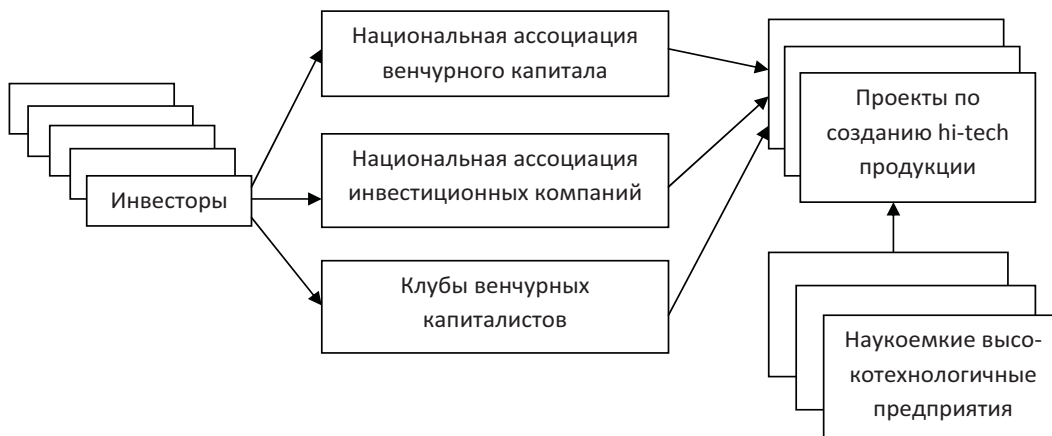 Инвесторы
Национальная ассоциация
венчурного капитала
Национальная ассоциация
инвестиционных компаний
Клубы венчурных
капиталистов
Проекты по
созданию hi-tech
продукции
Наукоемкие высо-
котехнологичные
предприятия